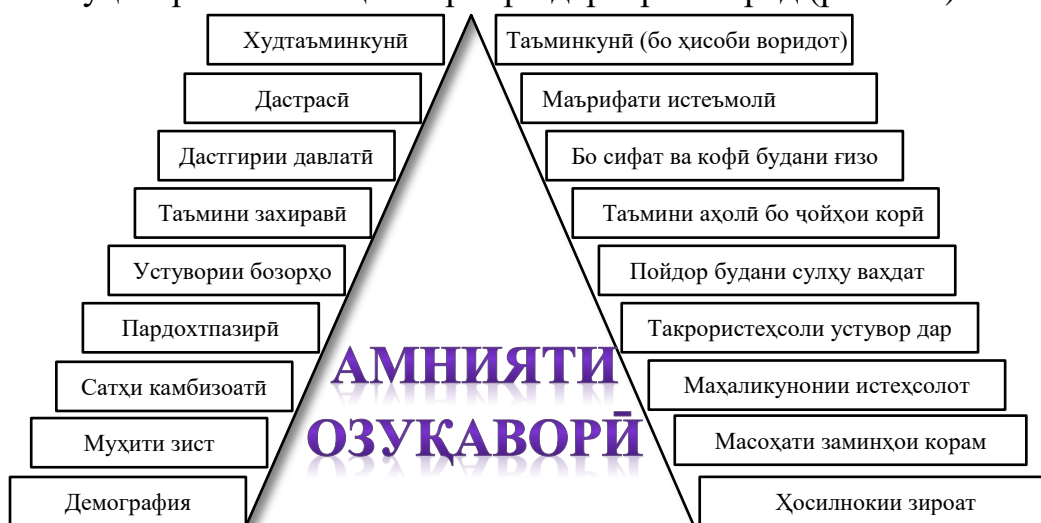 Худтаъминкунӣ
Таъминкунӣ (бо ҳисоби воридот)
Дастрасӣ
Маърифати истеъмолӣ
Дастгирии давлатӣ
Бо сифат ва кофӣ будани ғизо
Таъмини захиравӣ
Таъмини аҳолӣ бо ҷойҳои корӣ
Устувории бозорҳо
Пойдор будани сулҳу ваҳдат
Пардохтпазирӣ
Такрористеҳсоли устувор дар
Сатҳи камбизоатӣ
Маҳаликунонии истеҳсолот
Муҳити зист
Масоҳати заминҳои корам
Демография
Ҳосилнокии зироат
АМНИЯТИ
ОЗУҚАВОРӢ